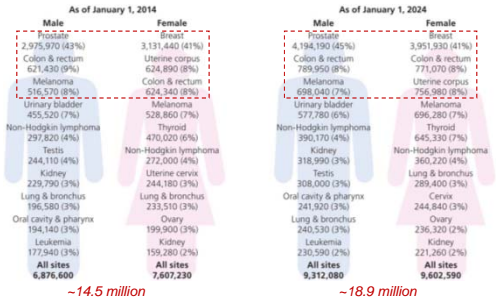 As of January 1, 2014
Male
Prostate
2,975,970 (43%)
Colon & rectum
621,430 (9%)
Melanoma
516,570 (8%)
Urinary bladder
455,520 (7%)
Non-Hodgkin lymphoma
297,820 (4%)
Testis
244,110 (4%)
Kidney
229,790 (3%)
Lung & bronchus
196,580 (3%)
Oral cavity & pharynx
194,140 (3%)
Leukemia
177,940 (3%)
All sites
6,876,600
Female
Breast
3,131,440 (41%)
Uterine corpus
624,890 (8%)
Colon & rectum
624,340 (8%)
Melanoma
528,860 (7%)
Thyroid
470,020 (6%)
Non-Hodgkin lymphoma
272,000 (4%)
Uterine cervix
244,180 (3%)
Lung & bronchus
233,510 (3%)
Ovary
199,900 (3%)
Kidney
159,280 (2%)
All sites
7,607,230
~14.5 million
As of January 1, 2024
Male
Prostate
4,194,190 (45%)
Colon & rectum
789,950 (8%)
Melanoma
698,040 (7%)
Urinary bladder
577,780 (6%)
Non-Hodgkin lymphoma
390,170 (4%)
Kidney
318,990 (3%)
Testis
308,000 (3%)
Oral cavity & pharynx
241,920 (3%)
Lung & bronchus
240,530 (3%)
Leukemia
230,590 (2%)
All sites
9,312,080
Female
Breast
3,951,930 (41%)
Colon & rectum
771,070 (8%)
Uterine corpus
756,980 (8%)
Melanoma
696,280 (7%)
Thyroid
645,330 (7%)
Non-Hodgkin lymphoma
360,220 (4%)
Lung & bronchus
289,400 (3%)
Cervix
244,840 (3%)
Ovary
236,320 (2%)
Kidney
221,260 (2%)
All sites
9,602,590
~18.9 million